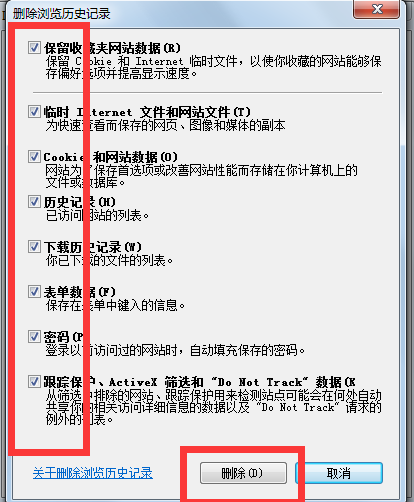 删除浏览历史记录
保留收藏夹网站数据(R)
保留 Cookie 和 Internet 临时文件，以使你收藏的网站能够保
存偏好选项并提高显示速度。
临时 Internet 文件和网站文件(T)
为快速查看而保存的网页、图像和媒体的副本
Cookie 和网站数据(O)
网站为了保存首选项或改善网站性能而存储在你计算机上的
文件或数据库。
历史记录(H)
已访问网站的列表。
下载历史记录(W)
你已下载的文件的列表。
表单数据(F)
保存在表单中键入的信息。
密码(P
登录以前访问过的网站时，自动填充保存的密码。
跟踪保护、ActiveX 筛选和 "Do Not Track" 数据(K
从筛选中排除的网站、跟踪保护用来检测站点可能会在何处自动
共享你的相关访问详细信息的数据以及 "Do Not Track" 请求的
例外的列表。
关于删除浏览历史记录
删除(D)
取消